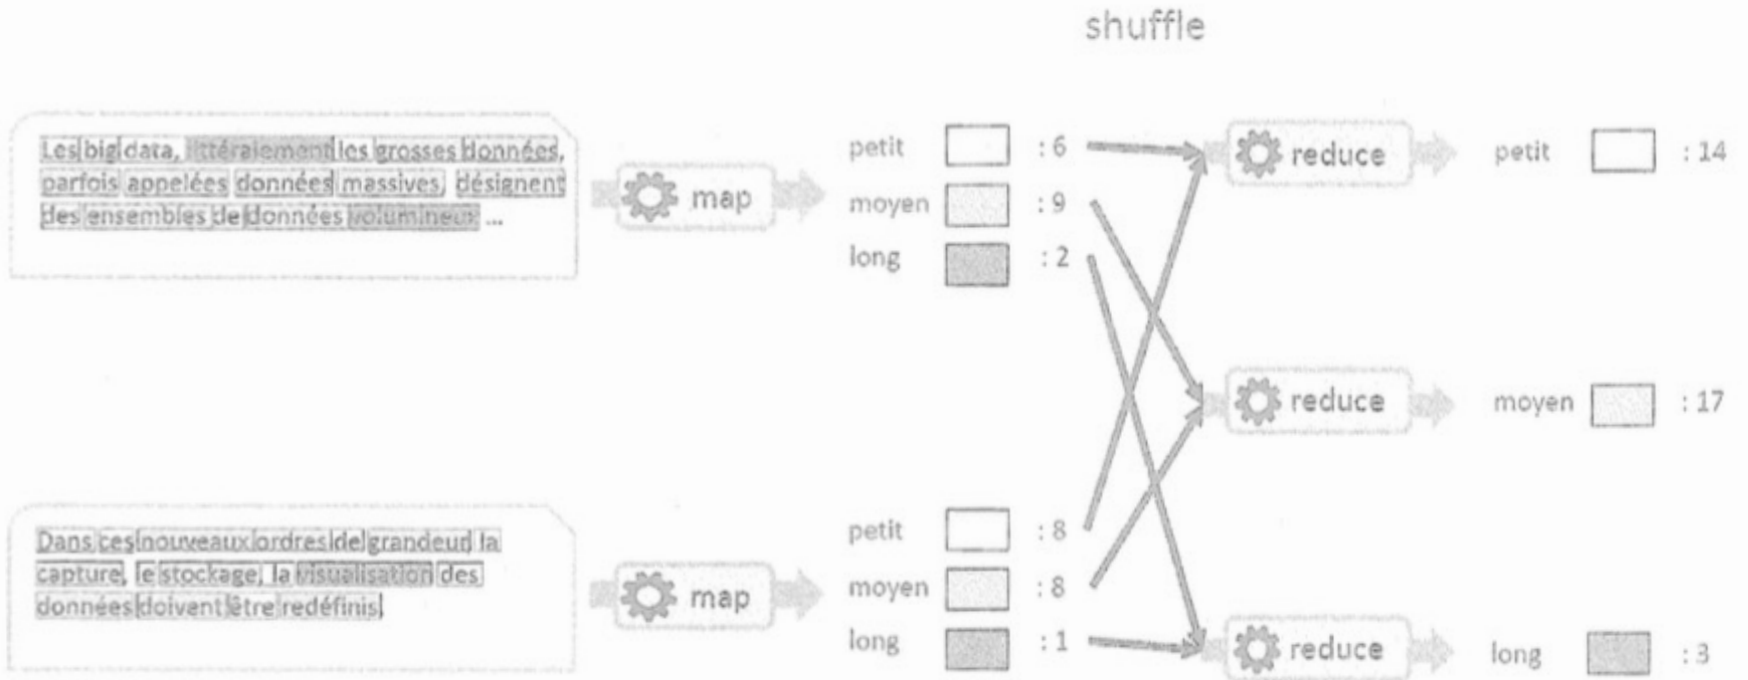 shuffle
Les big data, littéralement les grosses données,
parfois appelées données massives, désignent
des ensembles de données volumineux ...
map
petit :6
moyen :9
long :2
reduce
petit :14
reduce
moyen :17
Dans ces nouveaux ordres de grandeur, la
capture, le stockage, la visualisation des
données doivent être redéfinis.
map
petit :8
moyen :8
long :1
reduce
long :3